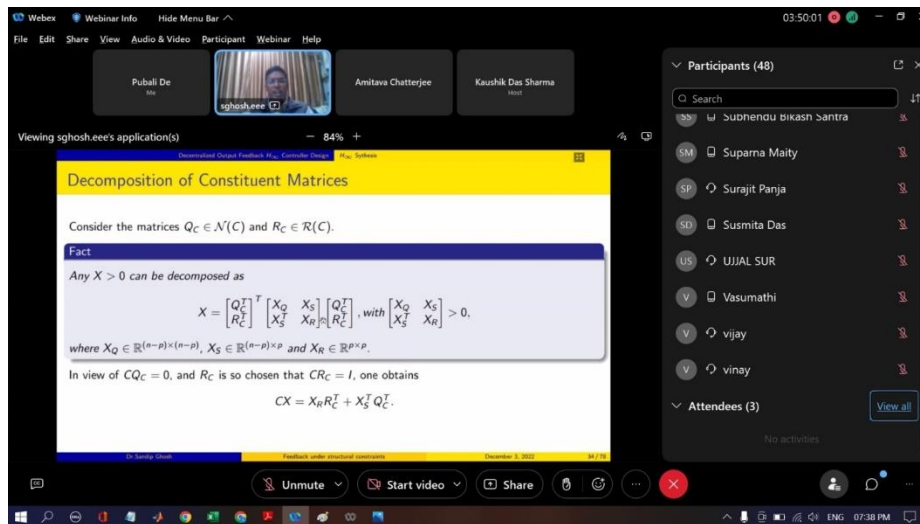 Webex Webinar Info Hide Menu Bar
03:50:01
File Edit Share View Audio & Video Participant Webinar Help
Pubali De
Me
sghosh.eee
Amitava Chatterjee
Kaushik Das Sharma
Host
Viewing sghosh.eee's application(s) − 84% +
Decentralized Output Feedback H∞ Controller Design H∞ Sythesis
Decomposition of Constituent Matrices
Consider the matrices Q_C ∈ N(C) and R_C ∈ R(C).
Fact
Any X > 0 can be decomposed as
X = [Q_C^T; R_C^T]^T [X_Q X_S; X_S^T X_R] [Q_C^T; R_C^T], with [X_Q X_S; X_S^T X_R] > 0,
where X_Q ∈ ℝ^{(n−p)×(n−p)}, X_S ∈ ℝ^{(n−p)×p} and X_R ∈ ℝ^{p×p}.
In view of CQ_C = 0, and R_C is so chosen that CR_C = I, one obtains
CX = X_R R_C^T + X_S^T Q_C^T.
Dr Sandip Ghosh Feedback under structural constraints December 3, 2022 34 / 78
Participants (48)
Search
SS Subhendu Bikash Santra
SM Suparna Maity
SP Surajit Panja
SD Susmita Das
US UJJAL SUR
V Vasumathi
V vijay
V vinay
Attendees (3) View all
No activities
Unmute Start video Share
ENG 07:38 PM